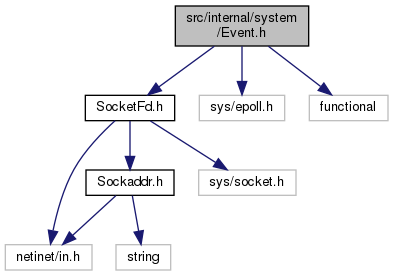 src/internal/system
/Event.h
SocketFd.h
sys/epoll.h
functional
Sockaddr.h
sys/socket.h
netinet/in.h
string